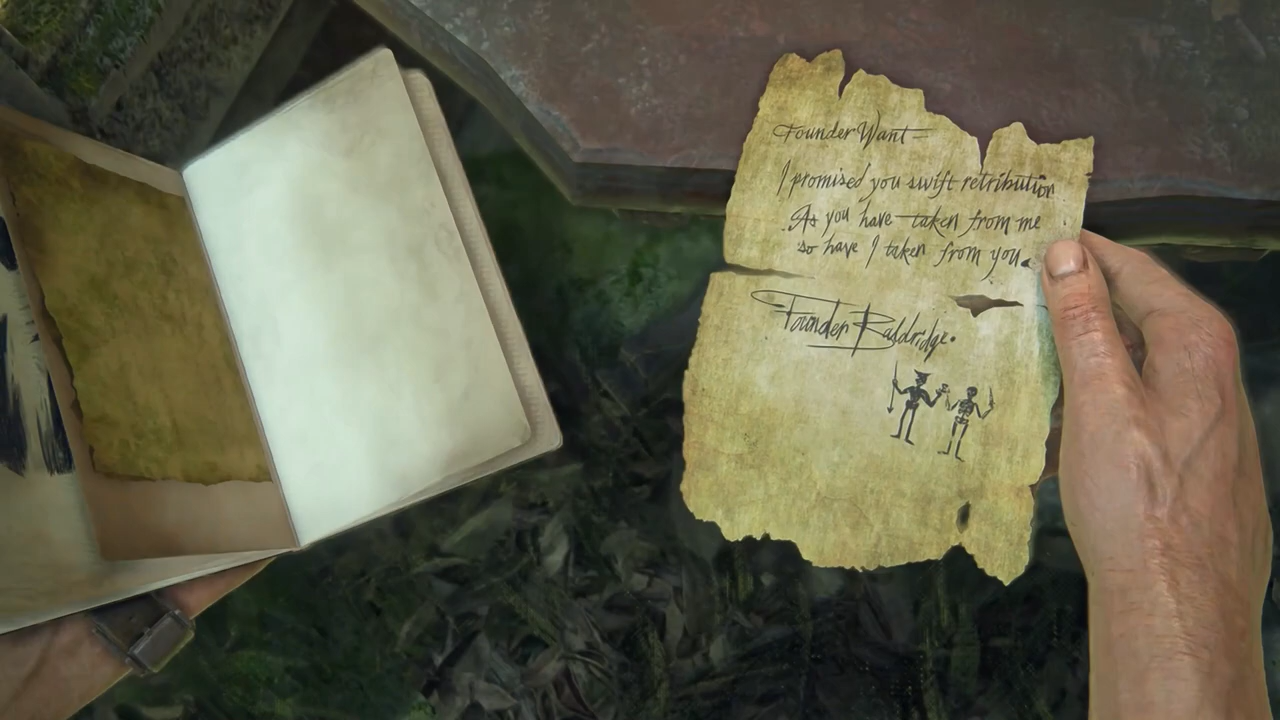 Founder Want—
I promised you swift retribution
As you have taken from me
so have I taken from you.
Founder Baldridge.